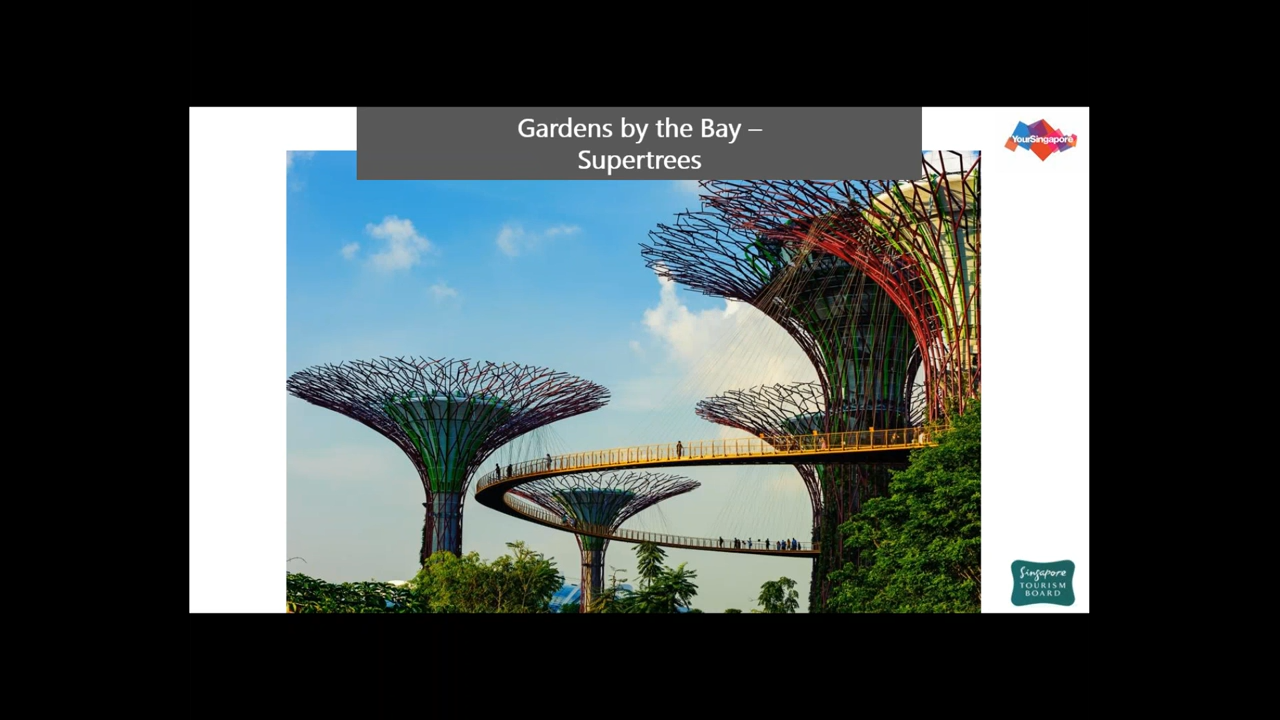 Gardens by the Bay –
Supertrees
YourSingapore
Singapore
TOURISM
BOARD